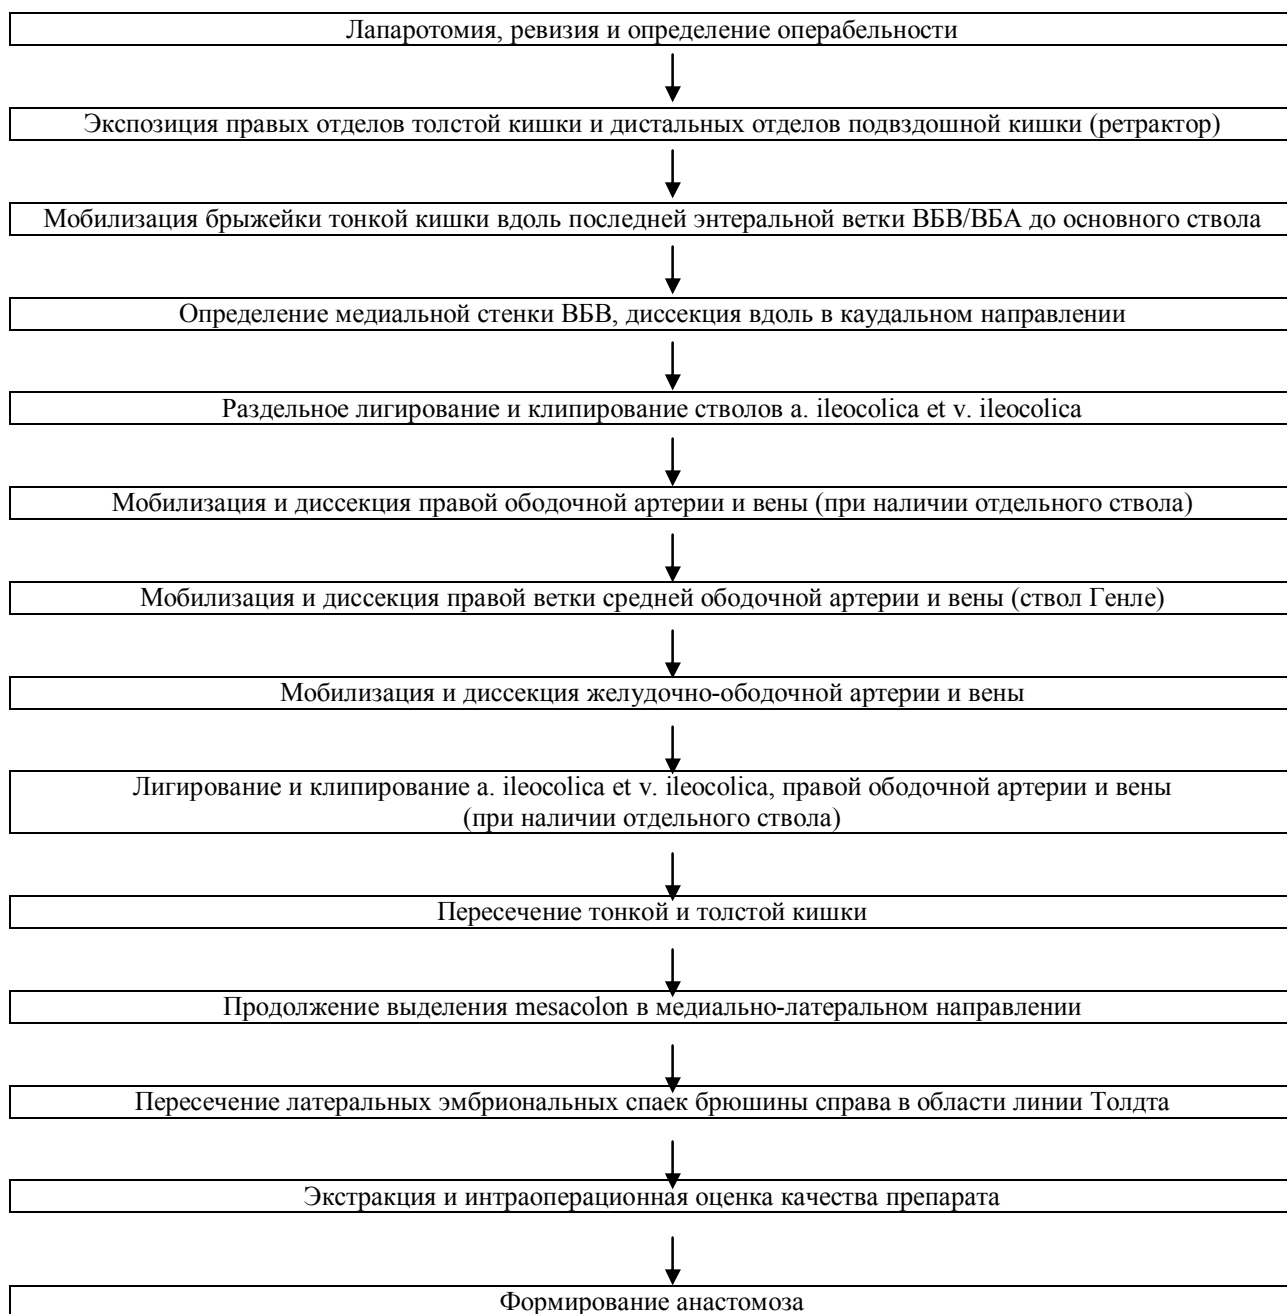 Лапаротомия, ревизия и определение операбельности
Экспозиция правых отделов толстой кишки и дистальных отделов подвздошной кишки (ретрактор)
Мобилизация брыжейки тонкой кишки вдоль последней энтеральной ветки ВБВ/ВБА до основного ствола
Определение медиальной стенки ВБВ, диссекция вдоль в каудальном направлении
Раздельное лигирование и клипирование стволов a. ileocolica et v. ileocolica
Мобилизация и диссекция правой ободочной артерии и вены (при наличии отдельного ствола)
Мобилизация и диссекция правой ветки средней ободочной артерии и вены (ствол Генле)
Мобилизация и диссекция желудочно-ободочной артерии и вены
Лигирование и клипирование a. ileocolica et v. ileocolica, правой ободочной артерии и вены
(при наличии отдельного ствола)
Пересечение тонкой и толстой кишки
Продолжение выделения mesacolon в медиально-латеральном направлении
Пересечение латеральных эмбриональных спаек брюшины справа в области линии Толдта
Экстракция и интраоперационная оценка качества препарата
Формирование анастомоза